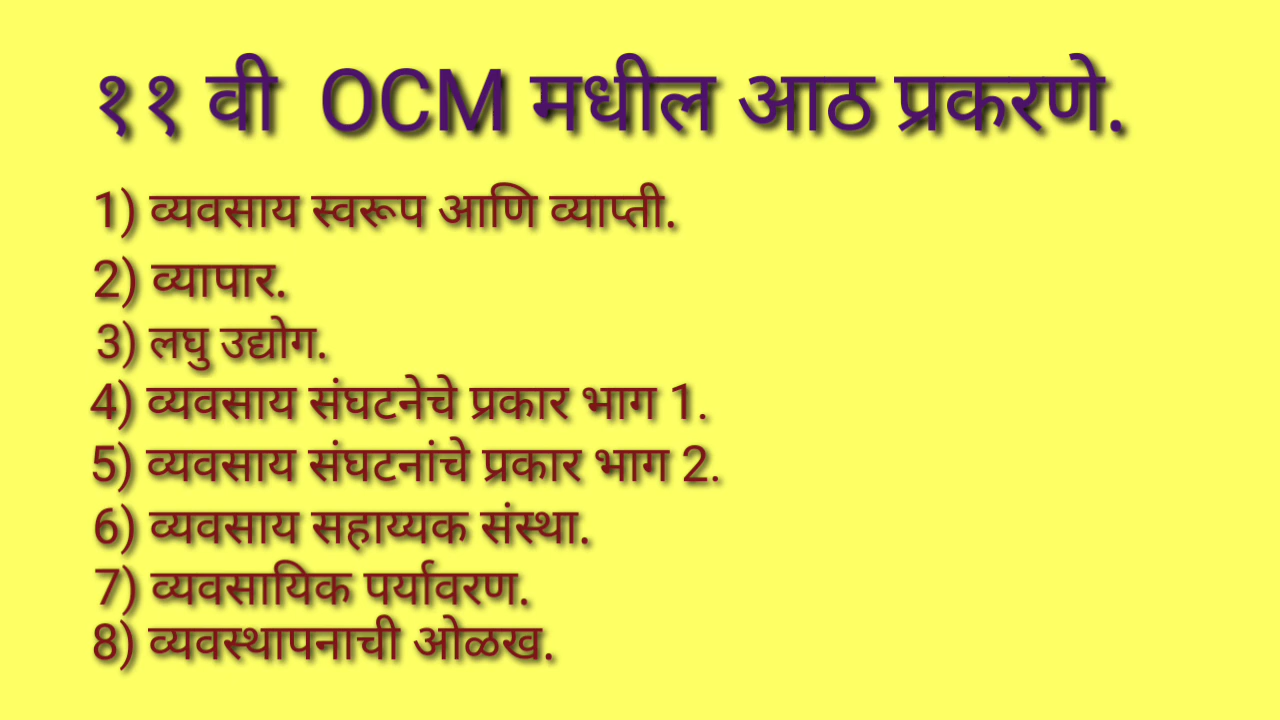 ११ वी OCM मधील आठ प्रकरणे.
1) व्यवसाय स्वरूप आणि व्याप्ती.
2) व्यापार.
3) लघु उद्योग.
4) व्यवसाय संघटनेचे प्रकार भाग 1.
5) व्यवसाय संघटनांचे प्रकार भाग 2.
6) व्यवसाय सहाय्यक संस्था.
7) व्यवसायिक पर्यावरण.
8) व्यवस्थापनाची ओळख.